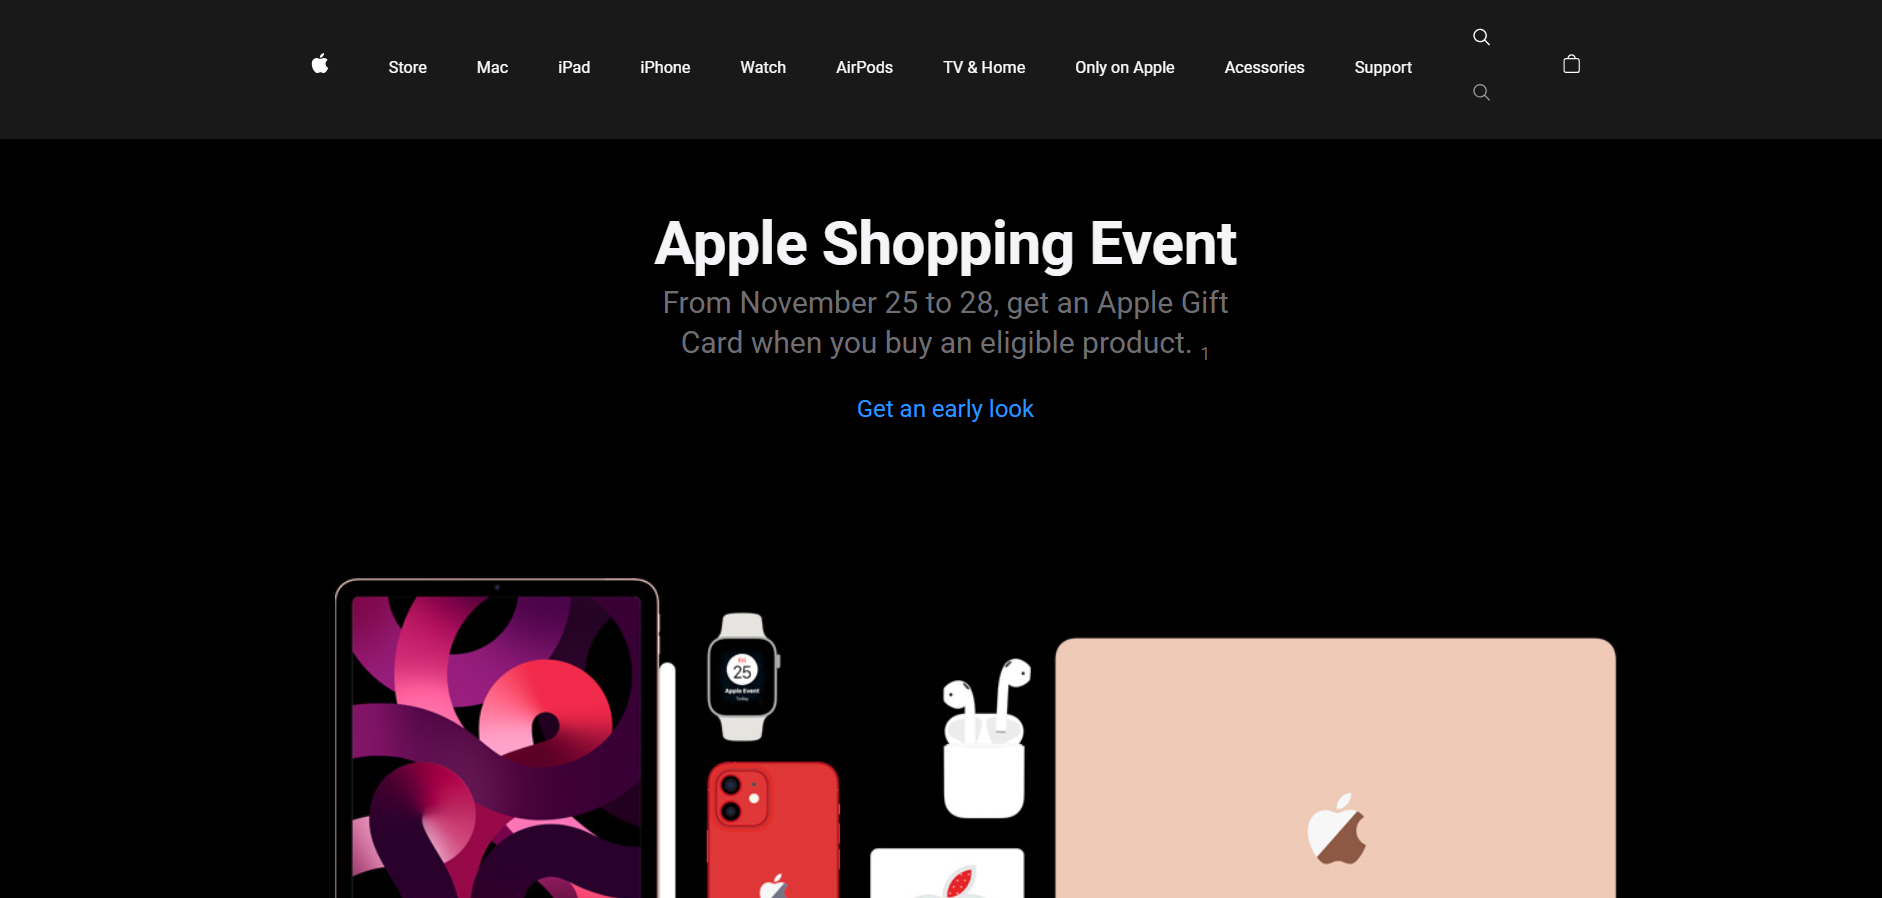 Store Mac iPad iPhone Watch AirPods TV & Home Only on Apple Acessories Support
Apple Shopping Event
From November 25 to 28, get an Apple Gift
Card when you buy an eligible product. 1
Get an early look
FRI
25
Apple Event
Today